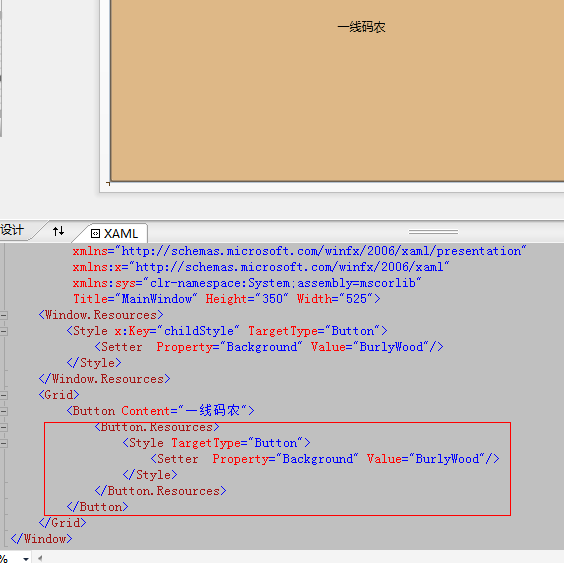 一线码农
设计
XAML
xmlns="http://schemas.microsoft.com/winfx/2006/xaml/presentation"
xmlns:x="http://schemas.microsoft.com/winfx/2006/xaml"
xmlns:sys="clr-namespace:System;assembly=mscorlib"
Title="MainWindow" Height="350" Width="525">
<Window.Resources>
<Style x:Key="childStyle" TargetType="Button">
<Setter  Property="Background" Value="BurlyWood"/>
</Style>
</Window.Resources>
<Grid>
<Button Content="一线码农">
<Button.Resources>
<Style TargetType="Button">
<Setter  Property="Background" Value="BurlyWood"/>
</Style>
</Button.Resources>
</Button>
</Grid>
</Window>
%